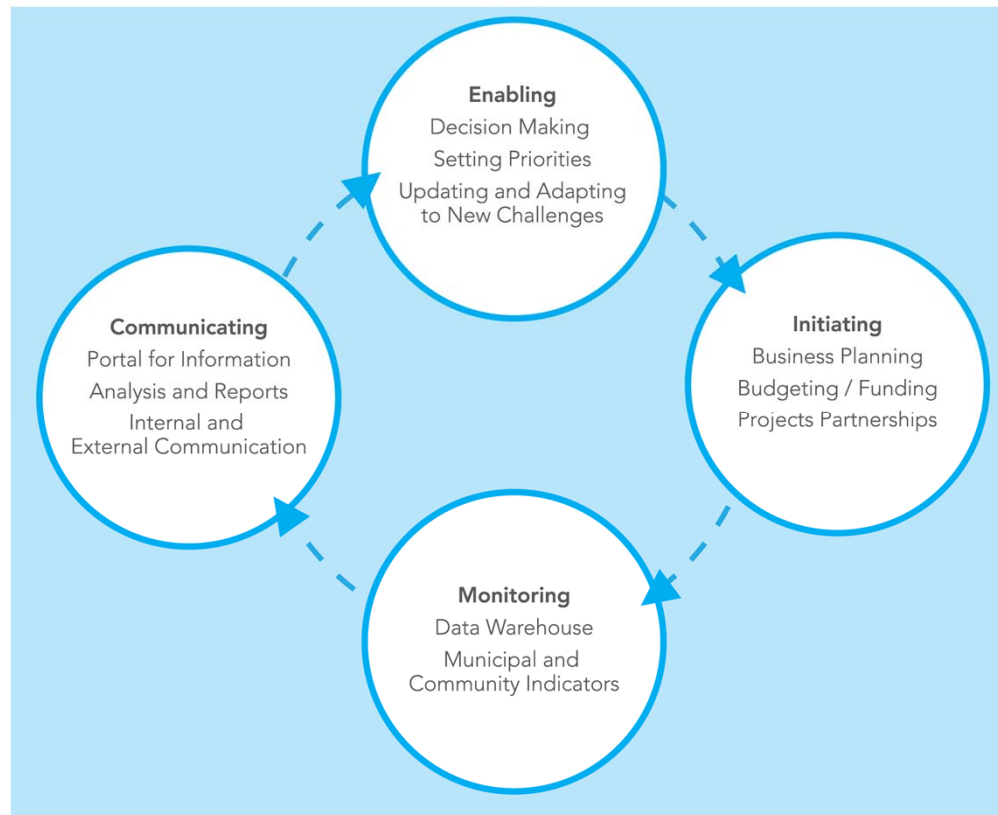 Enabling
Decision Making
Setting Priorities
Updating and Adapting
to New Challenges
Initiating
Business Planning
Budgeting / Funding
Projects Partnerships
Monitoring
Data Warehouse
Municipal and
Community Indicators
Communicating
Portal for Information
Analysis and Reports
Internal and
External Communication